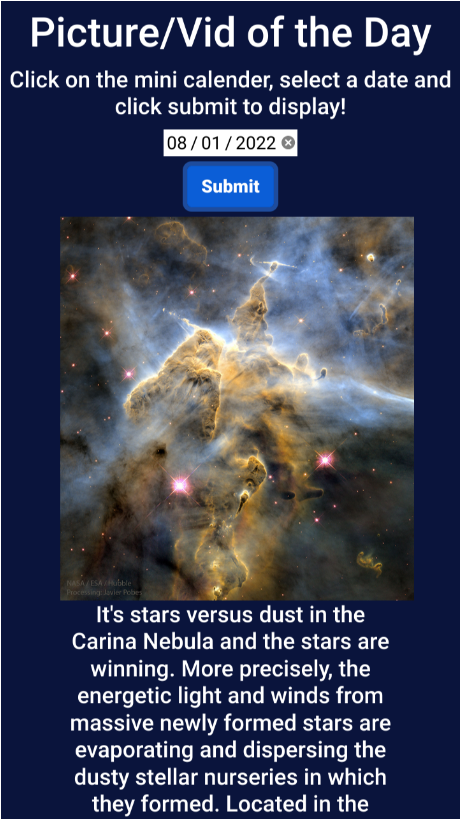 Picture/Vid of the Day
Click on the mini calender, select a date and
click submit to display!
08 / 01 / 2022
Submit
NASA / ESA / Hubble
Processing: Javier Pobes
It's stars versus dust in the
Carina Nebula and the stars are
winning. More precisely, the
energetic light and winds from
massive newly formed stars are
evaporating and dispersing the
dusty stellar nurseries in which
they formed. Located in the